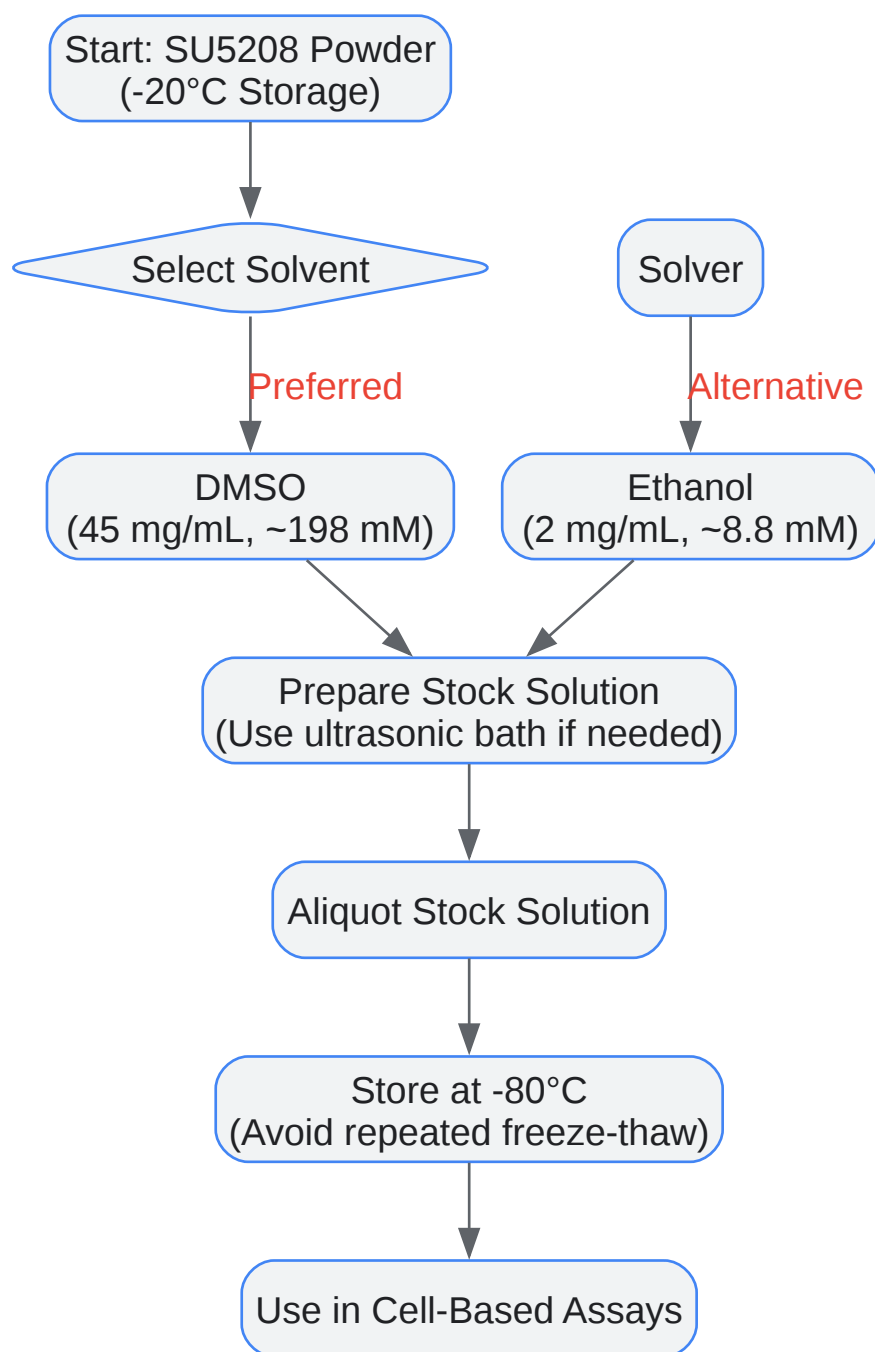 Start: SU5208 Powder
(-20°C Storage)
Select Solvent
Solver
Preferred
Alternative
DMSO
(45 mg/mL, ~198 mM)
Ethanol
(2 mg/mL, ~8.8 mM)
Prepare Stock Solution
(Use ultrasonic bath if needed)
Aliquot Stock Solution
Store at -80°C
(Avoid repeated freeze-thaw)
Use in Cell-Based Assays